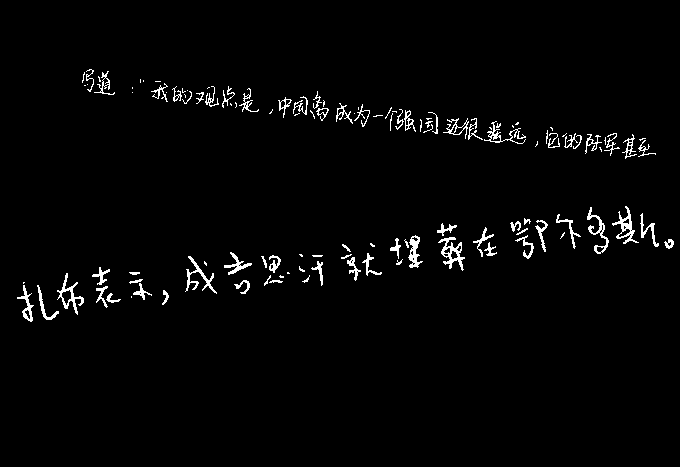 写道："我的观点是,中国离成为一个强国还很遥远,它的陆军甚至
扎布表示,成吉思汗就埋葬在鄂尔多斯。